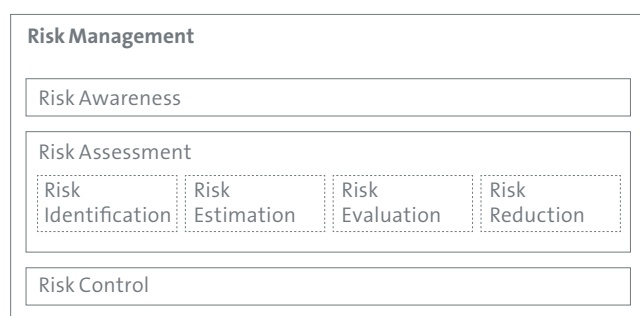 Risk Management
Risk Awareness
Risk Assessment
Risk
Identification
Risk
Estimation
Risk
Evaluation
Risk
Reduction
Risk Control